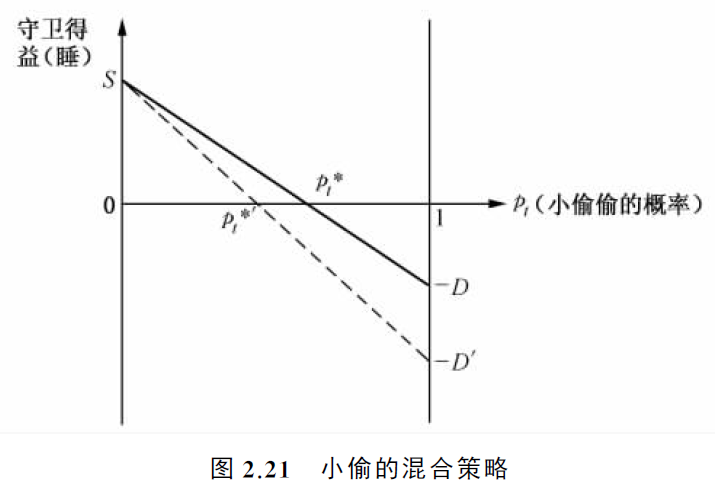 守卫得
益(睡)
S
p_t*
0
p_t*′
1
p_t(小偷偷的概率)
−D
−D′
图 2.21 小偷的混合策略